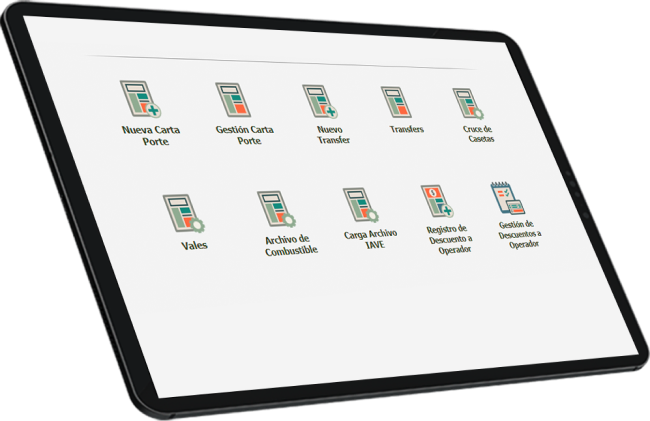 Nueva Carta
Porte
Gestión Carta
Porte
Nuevo
Transfer
Transfers
Cruce de
Casetas
Vales
Archivo de
Combustible
Carga Archivo
IAVE
Registro de
Descuento a
Operador
Gestión de
Descuentos a
Operador